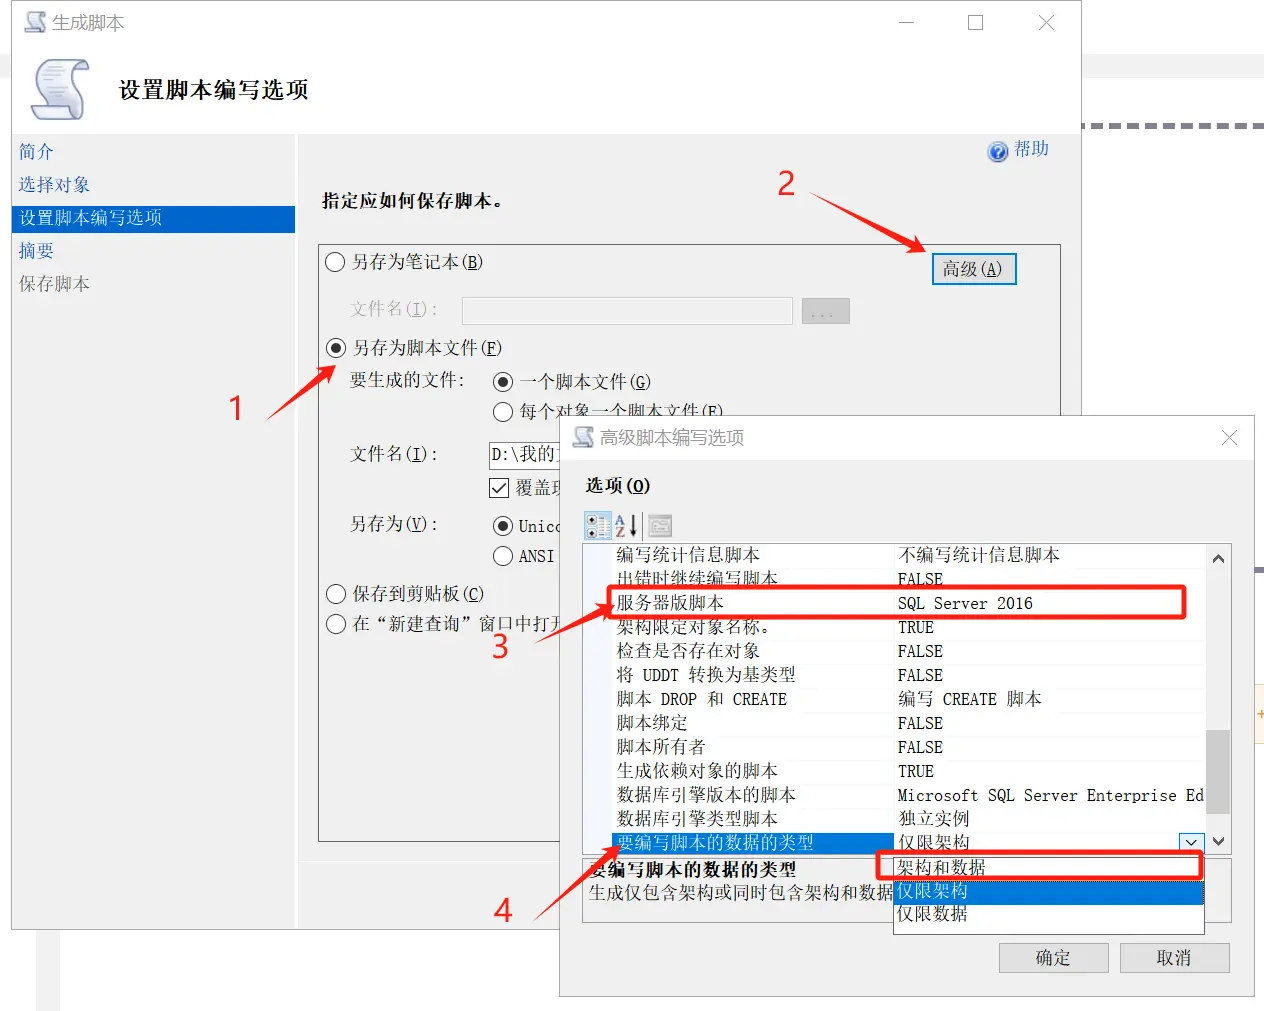 生成脚本
设置脚本编写选项
简介
选择对象
设置脚本编写选项
摘要
保存脚本
帮助
2
指定应如何保存脚本。
另存为笔记本(B)
高级(A)
文件名(I):
...
另存为脚本文件(F)
1
要生成的文件:
一个脚本文件(G)
每个对象一个脚本文件(E)
文件名(I):
D:\我的
覆盖
另存为(V):
Unico
ANSI
保存到剪贴板(C)
在“新建查询”窗口中打开
3
高级脚本编写选项
选项(O)
编写统计信息脚本 不编写统计信息脚本
出错时继续编写脚本 FALSE
服务器版脚本 SQL Server 2016
架构限定对象名称。 TRUE
检查是否存在对象 FALSE
将 UDDT 转换为基类型 FALSE
脚本 DROP 和 CREATE 编写 CREATE 脚本
脚本绑定 FALSE
脚本所有者 FALSE
生成依赖对象的脚本 TRUE
数据库引擎版本的脚本 Microsoft SQL Server Enterprise Ed
数据库引擎类型脚本 独立实例
要编写脚本的数据的类型 仅限架构
架构和数据
仅限架构
仅限数据
4
要编写脚本的数据的类型
生成仅包含架构或同时包含架构和数据
确定
取消